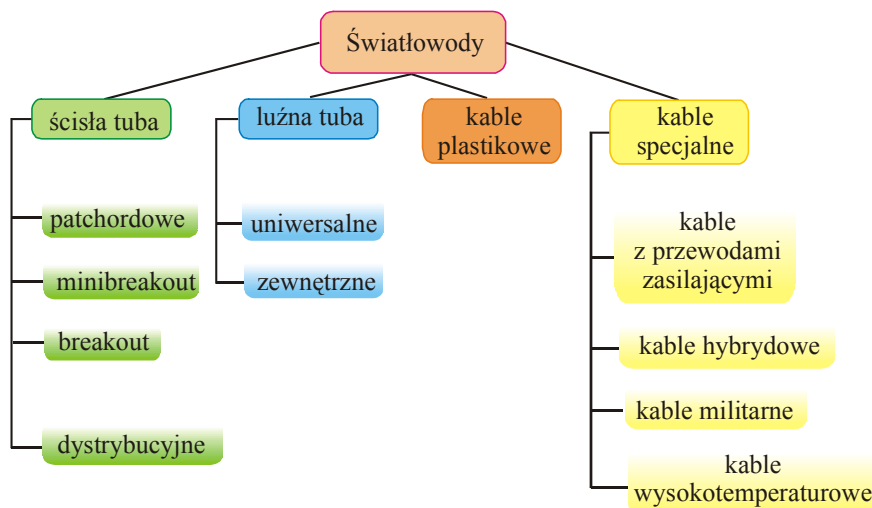 Światłowody
ścisła tuba
patchordowe
minibreakout
breakout
dystrybucyjne
luźna tuba
uniwersalne
zewnętrzne
kable
plastikowe
kable
specjalne
kable
z przewodami
zasilającymi
kable hybrydowe
kable militarne
kable
wysokotemperaturowe